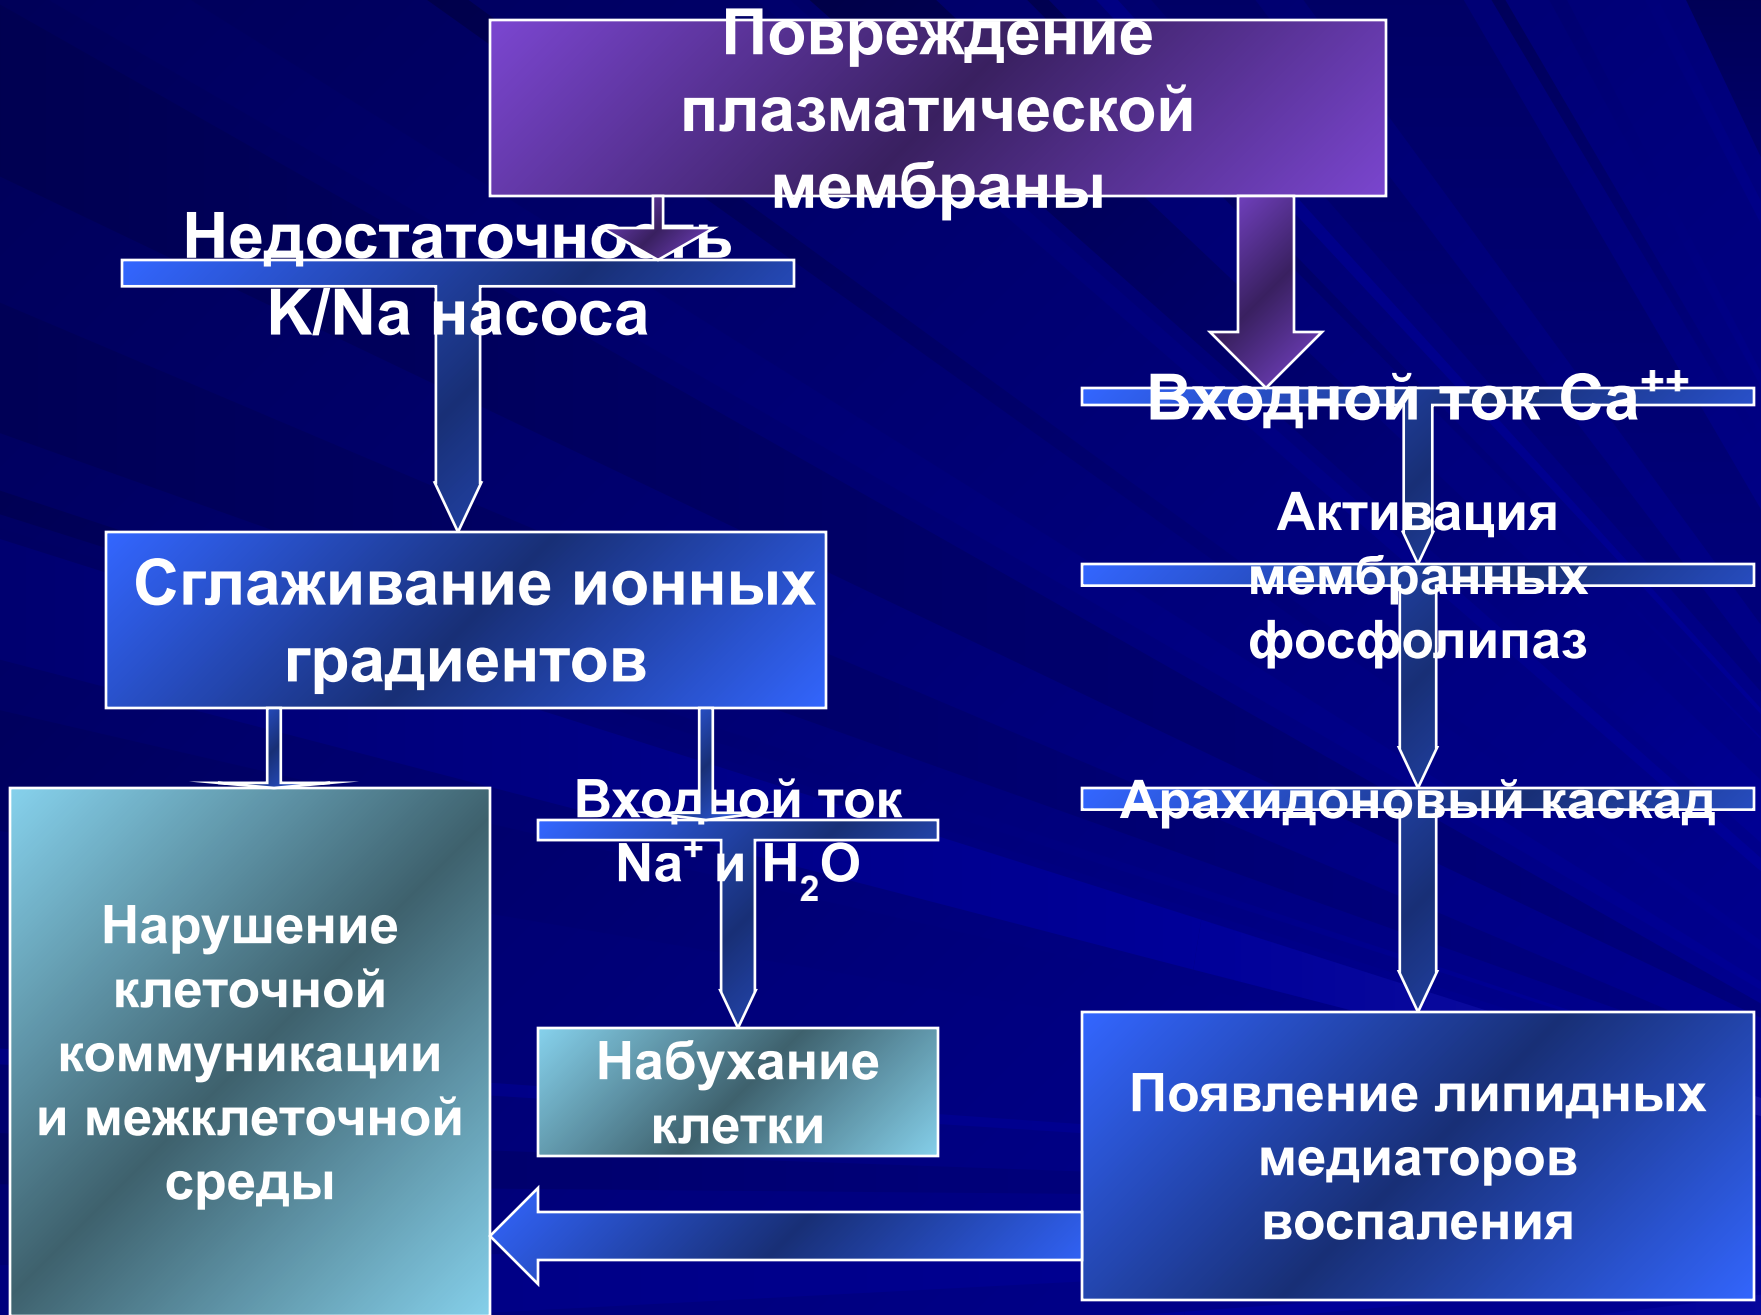 Повреждение
плазматической
мембраны
Недостаточность
K/Na насоса
Входной ток Ca⁺⁺
Активация
мембранных
фосфолипаз
Сглаживание ионных
градиентов
Входной ток
Na⁺ и H₂O
Арахидоновый каскад
Нарушение
клеточной
коммуникации
и межклеточной
среды
Набухание
клетки
Появление липидных
медиаторов
воспаления